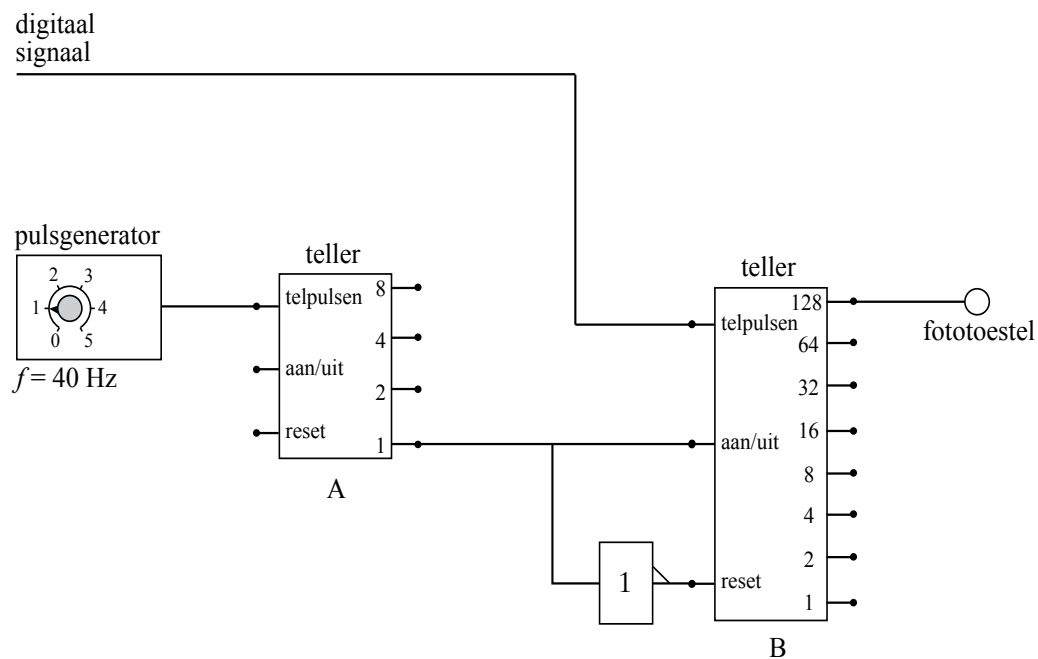 digitaal
signaal
pulsgenerator
2 3
1 4
0 5
f = 40 Hz
teller
telpulsen 8
4
aan/uit
2
reset
1
A
1
teller
128
telpulsen
64
32
16
aan/uit
8
4
2
reset
1
B
fototoestel